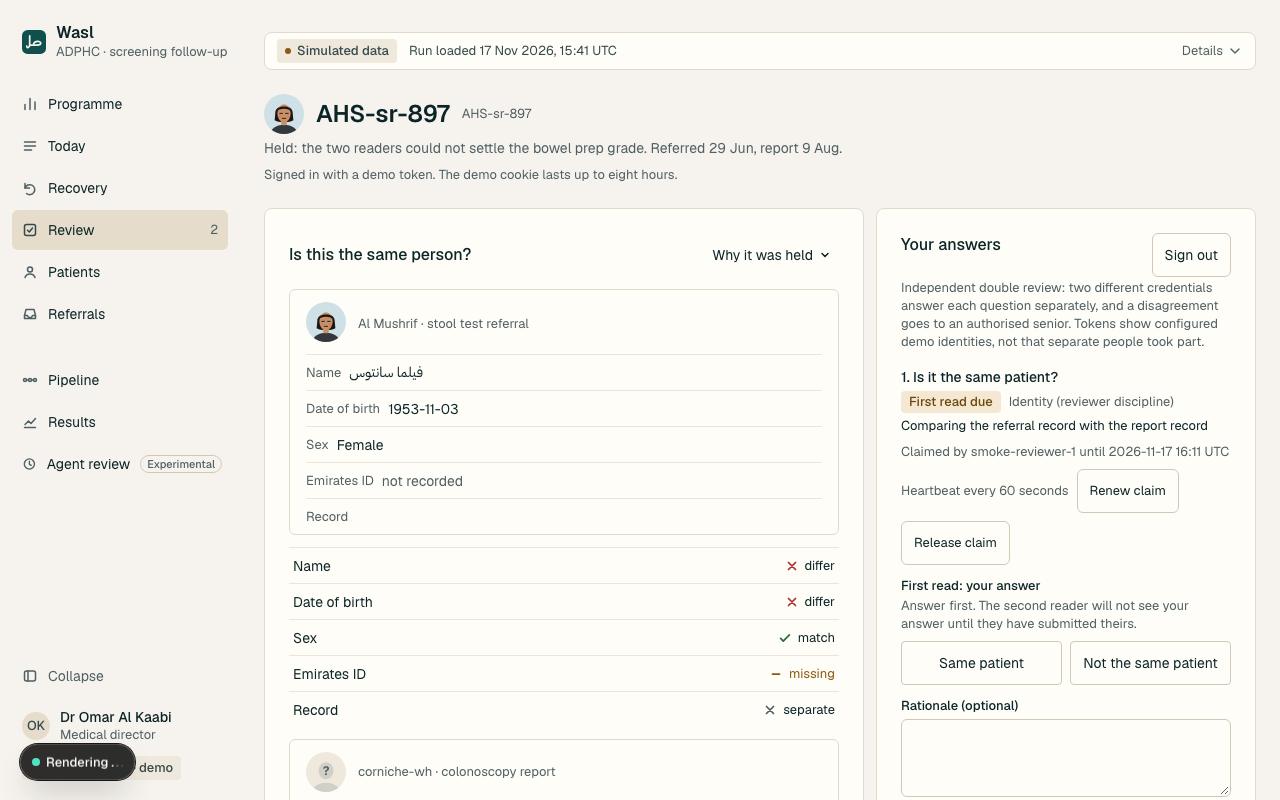 صل
Wasl
ADPHC · screening follow-up
Programme
Today
Recovery
Review 2
Patients
Referrals
Pipeline
Results
Agent review Experimental
Collapse
OK
Dr Omar Al Kaabi
Medical director
Rendering ...
demo
Simulated data Run loaded 17 Nov 2026, 15:41 UTC Details
AHS-sr-897 AHS-sr-897
Held: the two readers could not settle the bowel prep grade. Referred 29 Jun, report 9 Aug.
Signed in with a demo token. The demo cookie lasts up to eight hours.
Is this the same person? Why it was held
Al Mushrif · stool test referral
Name فيلما سانتوس
Date of birth 1953-11-03
Sex Female
Emirates ID not recorded
Record
Name differ
Date of birth differ
Sex match
Emirates ID missing
Record separate
?
corniche-wh · colonoscopy report
Your answers Sign out
Independent double review: two different credentials
answer each question separately, and a disagreement
goes to an authorised senior. Tokens show configured
demo identities, not that separate people took part.
1. Is it the same patient?
First read due Identity (reviewer discipline)
Comparing the referral record with the report record
Claimed by smoke-reviewer-1 until 2026-11-17 16:11 UTC
Heartbeat every 60 seconds Renew claim
Release claim
First read: your answer
Answer first. The second reader will not see your
answer until they have submitted theirs.
Same patient Not the same patient
Rationale (optional)